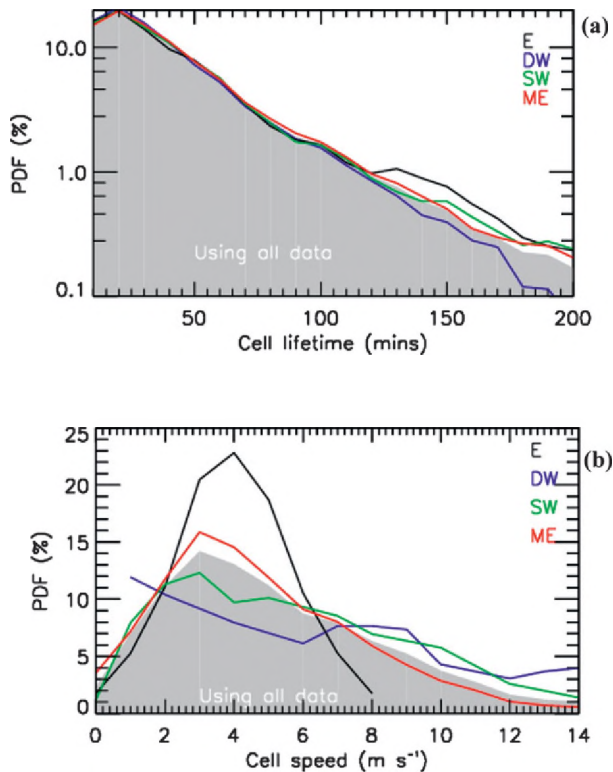 (a)
10.0
1.0
0.1
PDF (%)
E
DW
SW
ME
Using all data
50
100
150
200
Cell lifetime (mins)
(b)
25
20
15
10
5
0
PDF (%)
E
DW
SW
ME
Using all data
0
2
4
6
8
10
12
14
Cell speed (m s⁻¹)